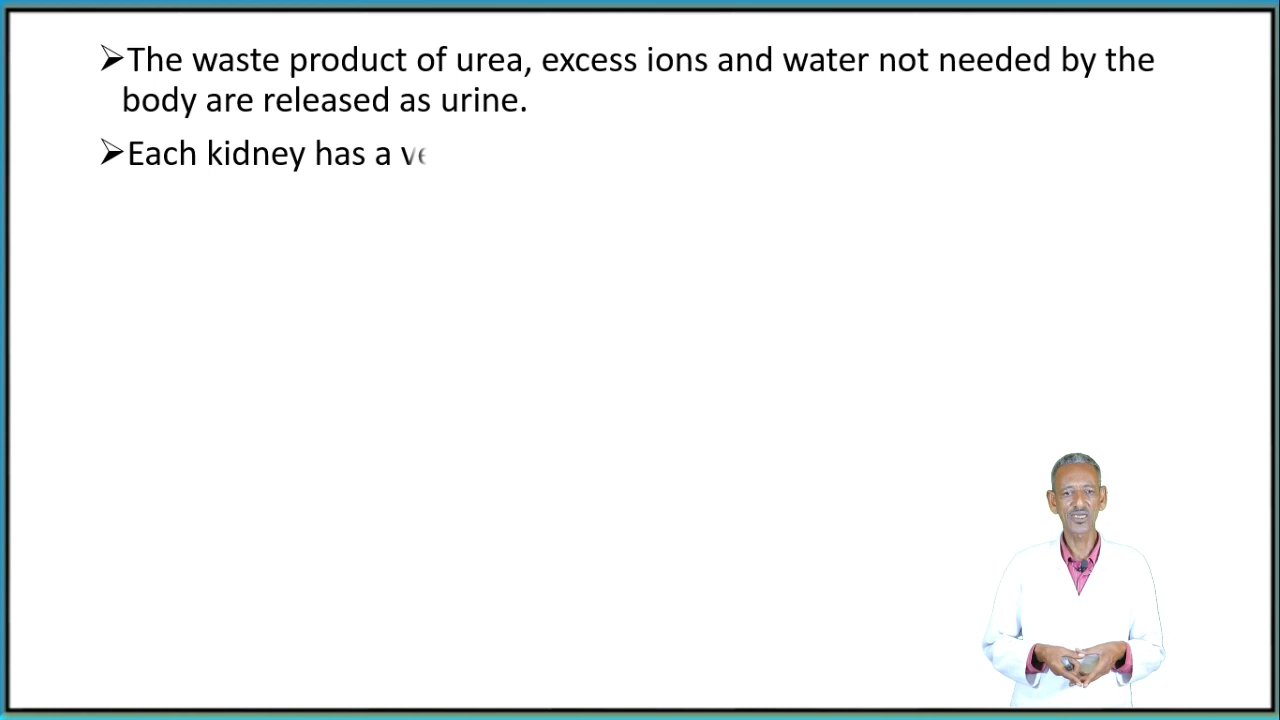 ➢The waste product of urea, excess ions and water not needed by the
body are released as urine.
➢Each kidney has a